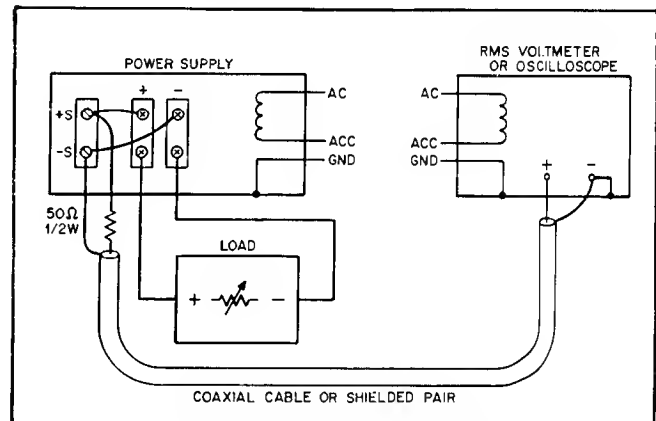 POWER SUPPLY
RMS VOLTMETER
OR OSCILLOSCOPE
+ -
+S
-S
AC
ACC
GND
AC
ACC
GND
+ -
50Ω
1/2W
LOAD
+ -
COAXIAL CABLE OR SHIELDED PAIR